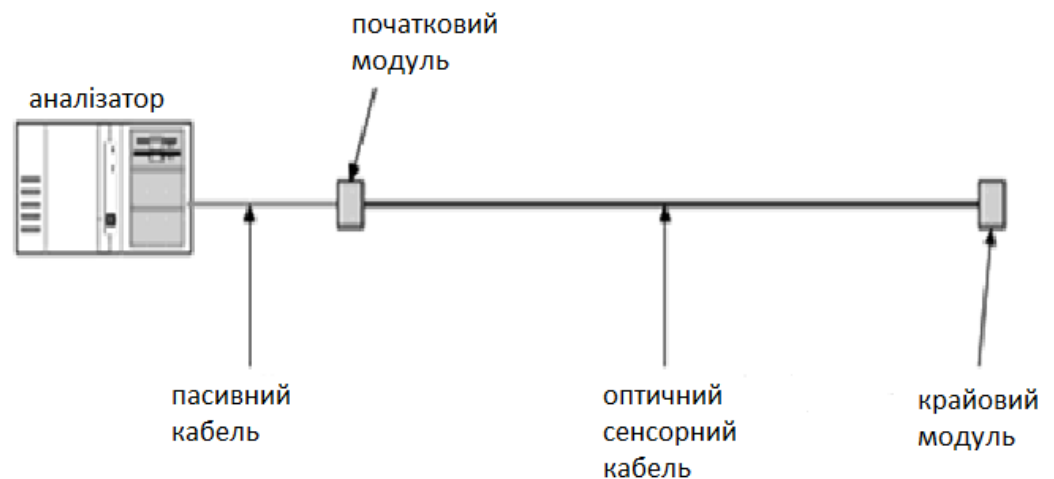 початковий
модуль
аналізатор
пасивний
кабель
оптичний
сенсорний
кабель
крайовий
модуль